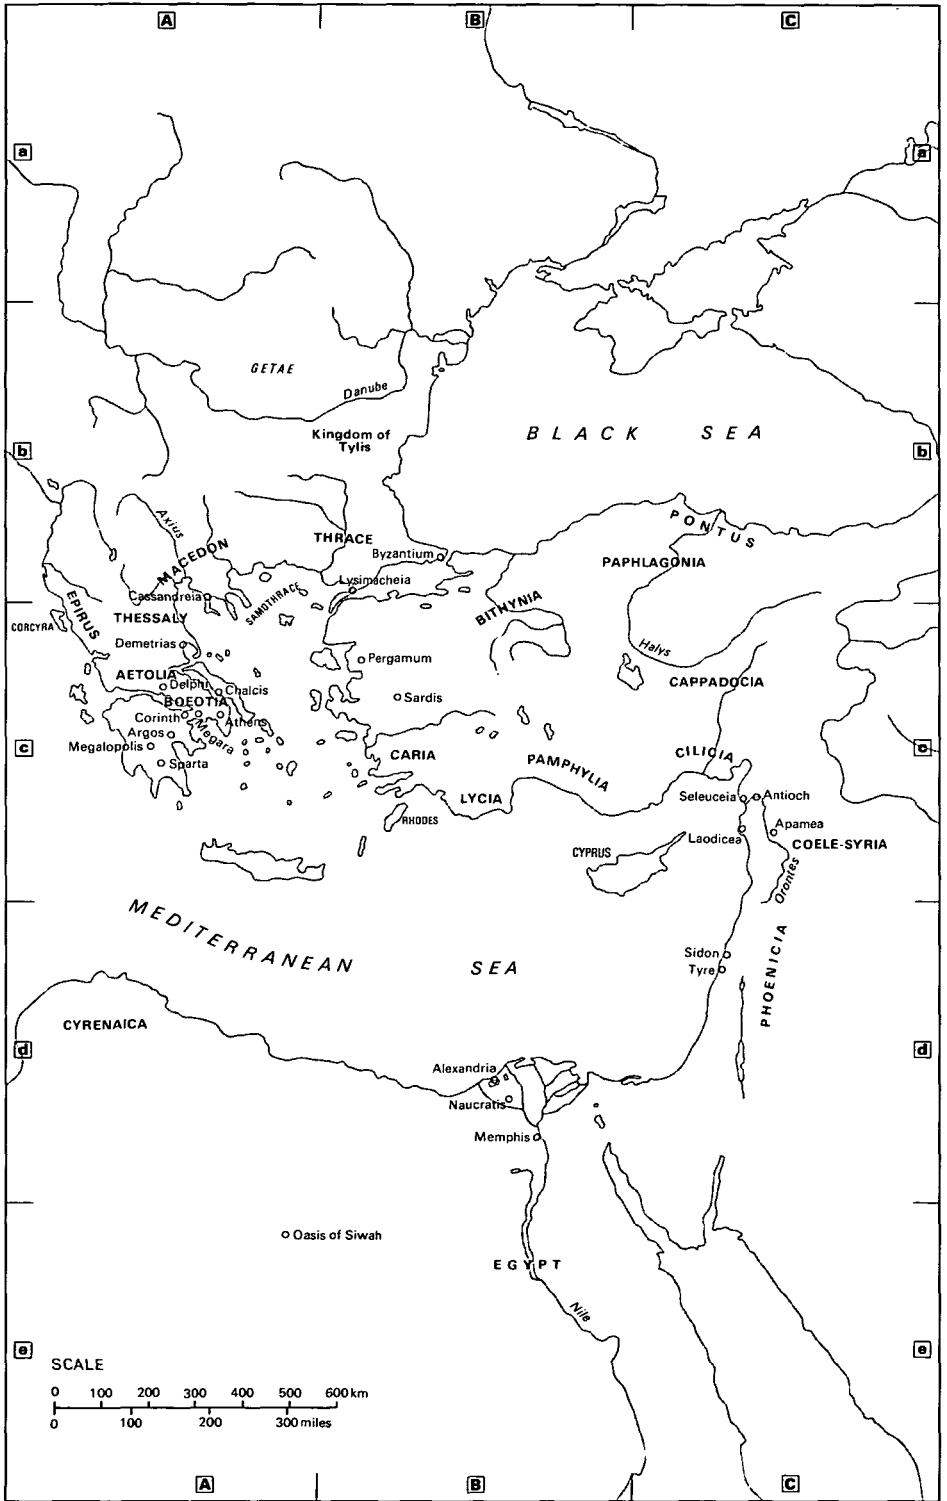 A
B
C
a
a
GETAE
Danube
Kingdom of
Tylis
BLACK SEA
b
b
Axius
MACEDON
THRACE
Byzantium
PONTUS
PAPHLAGONIA
Lysimacheia
Cassandreia
SAMOTHRACE
BITHYNIA
EPIRUS
THESSALY
CORCYRA
Demetrias
Halys
Pergamum
AETOLIA
Delphi
Chalcis
CAPPADOCIA
BOEOTIA
Sardis
Corinth
Athens
Argos
Megara
Megalopolis
c
c
Sparta
CARIA
PAMPHYLIA
CILICIA
LYCIA
Seleuceia
Antioch
RHODES
Apamea
Laodicea
COELE-SYRIA
CYPRUS
Orontes
MEDITERRANEAN SEA
Sidon
Tyre
PHOENICIA
CYRENAICA
d
d
Alexandria
Naucratis
Memphis
Oasis of Siwah
EGYPT
Nile
e
e
SCALE
0 100 200 300 400 500 600 km
0 100 200 300 miles
A
B
C